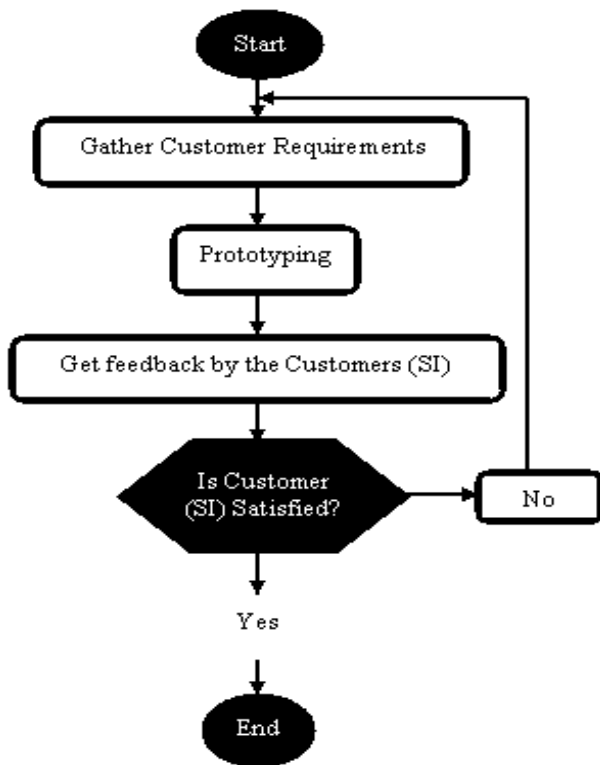 Start
Gather Customer Requirements
Prototyping
Get feedback by the Customers (SI)
Is Customer
(SI) Satisfied?
No
Yes
End